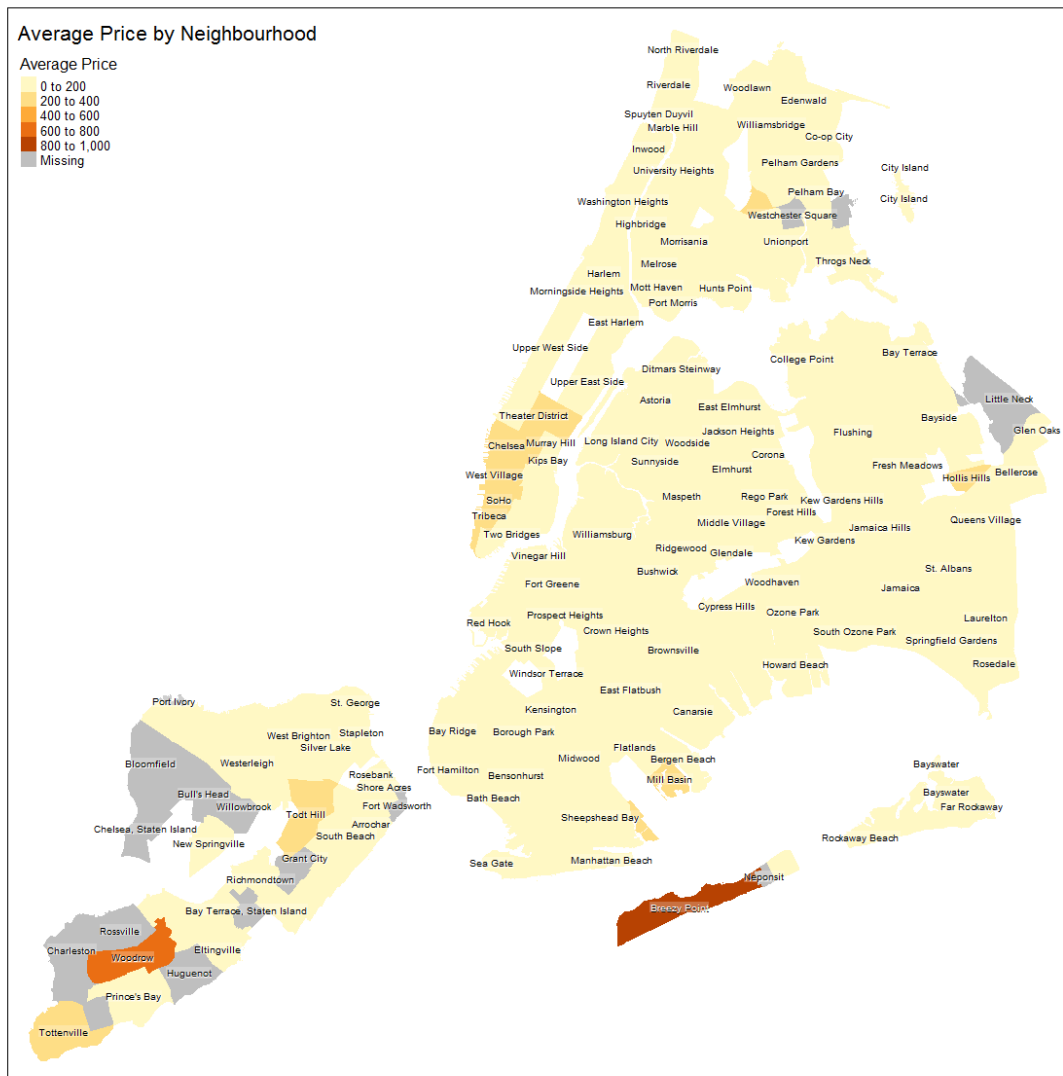 Average Price by Neighbourhood
Average Price
0 to 200
200 to 400
400 to 600
600 to 800
800 to 1,000
Missing
North Riverdale
Riverdale
Woodlawn
Edenwald
Spuyten Duyvil
Marble Hill
Williamsbridge
Co-op City
Inwood
University Heights
Pelham Gardens
City Island
Pelham Bay
City Island
Washington Heights
Westchester Square
Highbridge
Morrisania
Unionport
Melrose
Throgs Neck
Harlem
Morningside Heights
Mott Haven
Hunts Point
Port Morris
East Harlem
Upper West Side
College Point
Bay Terrace
Ditmars Steinway
Upper East Side
Astoria
East Elmhurst
Little Neck
Theater District
Bayside
Glen Oaks
Chelsea
Murray Hill
Long Island City
Woodside
Jackson Heights
Flushing
Kips Bay
Sunnyside
Corona
Elmhurst
Fresh Meadows
Bellerose
West Village
Hollis Hills
SoHo
Maspeth
Rego Park
Kew Gardens Hills
Forest Hills
Tribeca
Middle Village
Jamaica Hills
Queens Village
Two Bridges
Williamsburg
Kew Gardens
Vinegar Hill
Ridgewood
Glendale
Bushwick
St. Albans
Fort Greene
Woodhaven
Jamaica
Cypress Hills
Ozone Park
Prospect Heights
Red Hook
Crown Heights
South Ozone Park
Laurelton
Springfield Gardens
South Slope
Brownsville
Howard Beach
Rosedale
Windsor Terrace
East Flatbush
Port Ivory
St. George
Kensington
Canarsie
West Brighton
Stapleton
Silver Lake
Bay Ridge
Borough Park
Flatlands
Bergen Beach
Bloomfield
Westerleigh
Midwood
Bayswater
Rosebank
Fort Hamilton
Bensonhurst
Mill Basin
Shore Acres
Bull's Head
Bayswater
Willowbrook
Fort Wadsworth
Bath Beach
Far Rockaway
Todt Hill
Arrochar
Sheepshead Bay
Chelsea, Staten Island
South Beach
Rockaway Beach
New Springville
Grant City
Sea Gate
Manhattan Beach
Richmondtown
Neponsit
Bay Terrace, Staten Island
Breezy Point
Rossville
Charleston
Eltingville
Woodrow
Huguenot
Prince's Bay
Tottenville